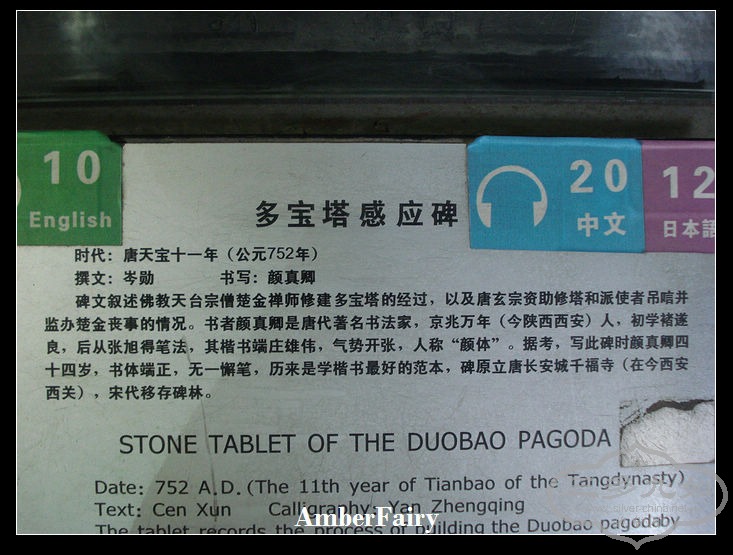 10
English
20
中文
12
日本語
多宝塔感应碑
时代：唐天宝十一年（公元752年）
撰文：岑勋 书写：颜真卿
碑文叙述佛教天台宗僧楚金禅师修建多宝塔的经过，以及唐玄宗资助修塔和派使者吊唁并
监办楚金丧事的情况。书者颜真卿是唐代著名书法家，京兆万年（今陕西西安）人，初学褚遂
良，后从张旭得笔法，其楷书端庄雄伟，气势开张，人称“颜体”。据考，写此碑时颜真卿四
十四岁，书体端正，无一懈笔，历来是学楷书最好的范本，碑原立唐长安城千福寺（在今西安
西关），宋代移存碑林。
STONE TABLET OF THE DUOBAO PAGODA
Date: 752 A.D.(The 11th year of Tianbao of the Tangdynasty)
Text: Cen Xun Calligraphy: Yan Zhengqing
The tablet records the process of building the Duobao pagodaby
AmberFairy